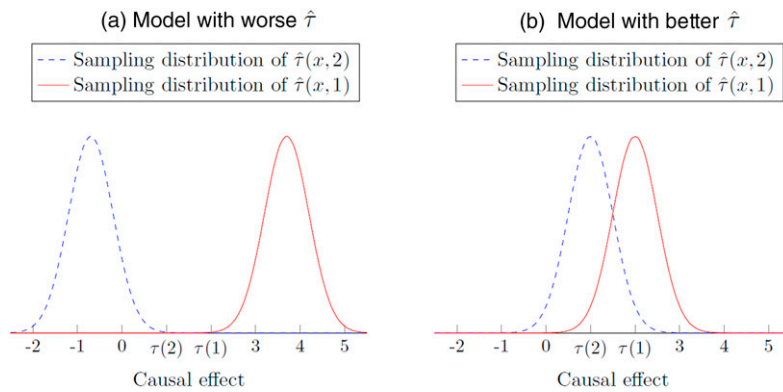 (a) Model with worse τ̂
Sampling distribution of τ̂(x, 2)
Sampling distribution of τ̂(x, 1)
-2 -1 0 τ(2) τ(1) 3 4 5
Causal effect
(b) Model with better τ̂
Sampling distribution of τ̂(x, 2)
Sampling distribution of τ̂(x, 1)
-2 -1 0 τ(2) τ(1) 3 4 5
Causal effect